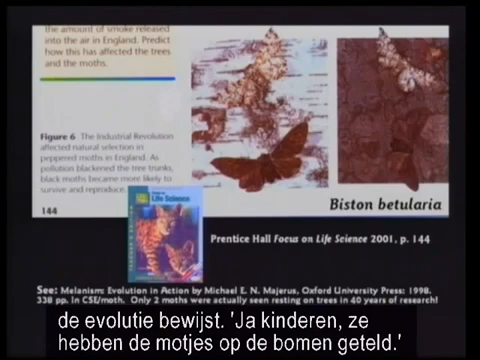 the amount of smoke released
into the air in England. Predict
how this has affected the trees
and the moths.
Figure 6 The Industrial Revolution
affected natural selection in
peppered moths in England. As
pollution blackened the tree trunks,
black moths became more likely to
survive and reproduce.
144
Biston betularia
Life Science
Prentice Hall Focus on Life Science 2001, p. 144
See: Melanism: Evolution in Action by Michael E. N. Majerus, Oxford University Press: 1998.
338 pp. In CSE/moth. Only 2 moths were actually seen resting on trees in 40 years of research!
de evolutie bewijst. 'Ja kinderen, ze
hebben de motjes op de bomen geteld.'